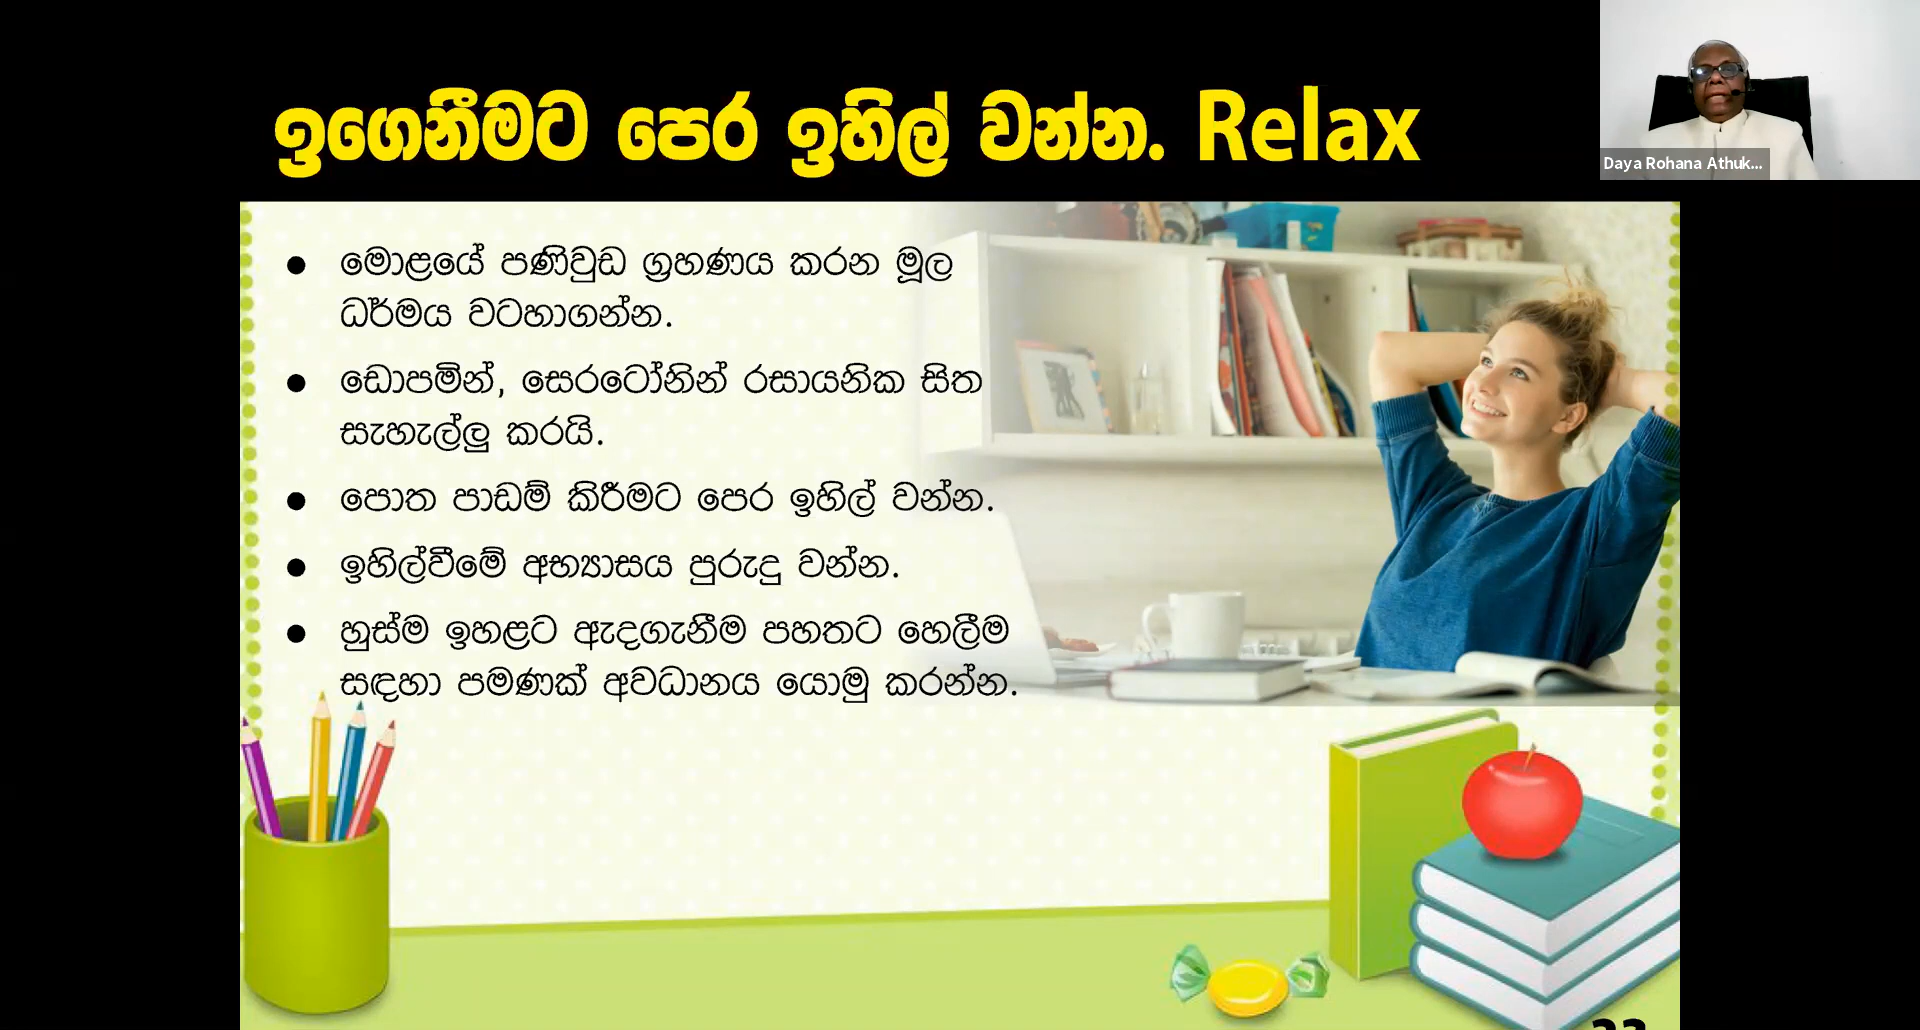 ඉගෙනීමට පෙර ඉහිල් වන්න. Relax
Daya Rohana Athuk...
● මොළයේ පණිවුඩ ග්‍රහණය කරන මූල
ධර්මය වටහාගන්න.
● ඩොපමින්, සෙරටෝනින් රසායනික සිත
සැහැල්ලු කරයි.
● පොත පාඩම් කිරීමට පෙර ඉහිල් වන්න.
● ඉහිල්වීමේ අභ්‍යාසය පුරුදු වන්න.
● හුස්ම ඉහළට ඇදගැනීම පහතට හෙලීම
සඳහා පමණක් අවධානය යොමු කරන්න.